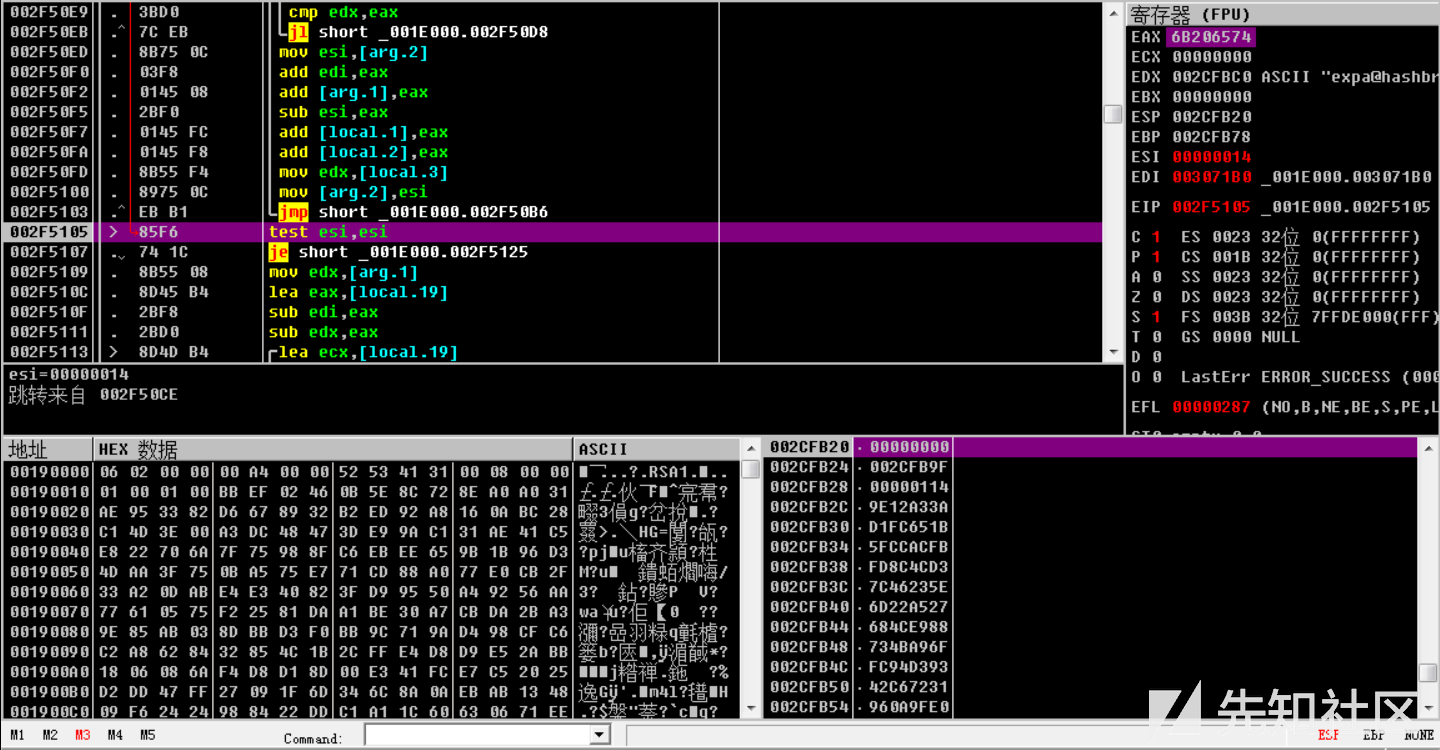 002F50E9 . 3BD0 cmp edx,eax
002F50EB .^ 7C EB jl short _001E000.002F50D8
002F50ED . 8B75 0C mov esi,[arg.2]
002F50F0 . 03F8 add edi,eax
002F50F2 . 0145 08 add [arg.1],eax
002F50F5 . 2BF0 sub esi,eax
002F50F7 . 0145 FC add [local.1],eax
002F50FA . 0145 F8 add [local.2],eax
002F50FD . 8B55 F4 mov edx,[local.3]
002F5100 . 8975 0C mov [arg.2],esi
002F5103 .^ EB B1 jmp short _001E000.002F50B6
002F5105 > 85F6 test esi,esi
002F5107 . 74 1C je short _001E000.002F5125
002F5109 . 8B55 08 mov edx,[arg.1]
002F510C . 8D45 B4 lea eax,[local.19]
002F510F . 2BF8 sub edi,eax
002F5111 . 2BD0 sub edx,eax
002F5113 > 8D4D B4 lea ecx,[local.19]
esi=00000014
跳转来自 002F50CE
寄存器 (FPU)
EAX 6B206574
ECX 00000000
EDX 002CFBC0 ASCII "expa@hashbr
EBX 00000000
ESP 002CFB20
EBP 002CFB78
ESI 00000014
EDI 003071B0 _001E000.003071B0
EIP 002F5105 _001E000.002F5105
C 1 ES 0023 32位 0(FFFFFFFF)
P 1 CS 001B 32位 0(FFFFFFFF)
A 0 SS 0023 32位 0(FFFFFFFF)
Z 0 DS 0023 32位 0(FFFFFFFF)
S 1 FS 003B 32位 7FFDE000(FFF)
T 0 GS 0000 NULL
D 0
O 0 LastErr ERROR_SUCCESS (000
EFL 00000287 (NO,B,NE,BE,S,PE,L
地址 HEX 数据 ASCII
00190000 06 02 00 00 00 A4 00 00 52 53 41 31 00 08 00 00
00190010 01 00 01 00 BB EF 02 46 0B 5E 8C 72 8E A0 A0 31
00190020 AE 95 33 82 D6 67 89 32 B2 ED 92 A8 16 0A BC 28
00190030 C1 4D 3E 00 A3 DC 48 47 3D E9 9A C1 31 AE 41 C5
00190040 E8 22 70 6A 7F 75 98 8F C6 EB EE 65 9B 1B 96 D3
00190050 4D AA 3F 75 0B A5 75 E7 71 CD 88 A0 77 E0 CB 2F
00190060 33 A2 0D AB E4 E3 40 82 3F D9 95 50 A4 92 56 AA
00190070 77 61 05 75 F2 25 81 DA A1 BE 30 A7 CB DA 2B A3
00190080 9E 85 AB 03 8D BB D3 F0 BB 9C 71 9A D4 98 CF C6
00190090 C2 A8 62 84 32 85 4C 1B 2C FF E4 D8 D9 E5 2A BB
001900A0 18 06 08 6A F4 D8 D1 8D 00 E3 41 FC E7 C5 20 25
001900B0 D2 DD 47 FF 27 09 1F 6D 34 6C 8A 0A EB AB 13 48
001900C0 09 F6 24 24 98 84 22 DD C1 A1 1C 60 63 06 71 EE
002CFB20 00000000
002CFB24 002CFB9F
002CFB28 00000114
002CFB2C 9E12A33A
002CFB30 D1FC651B
002CFB34 5FCCACFB
002CFB38 FD8C4CD3
002CFB3C 7C46235E
002CFB40 6D22A527
002CFB44 684CE988
002CFB48 734BA96F
002CFB4C FC94D393
002CFB50 42C67231
002CFB54 960A9FE0
先知社区
M1 M2 M3 M4 M5 Command: ESP EBP NONE